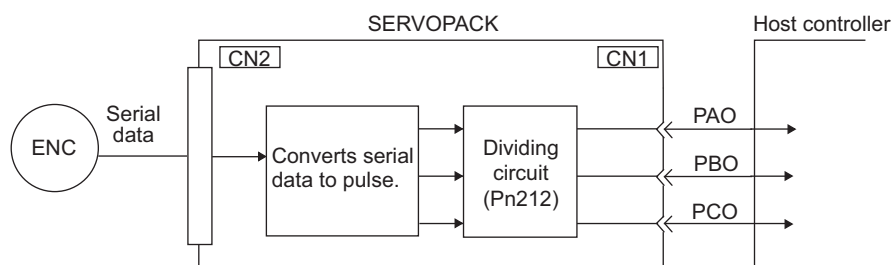 SERVOPACK
Host controller
CN2
CN1
Serial
data
ENC
Converts serial
data to pulse.
Dividing
circuit
(Pn212)
PAO
PBO
PCO